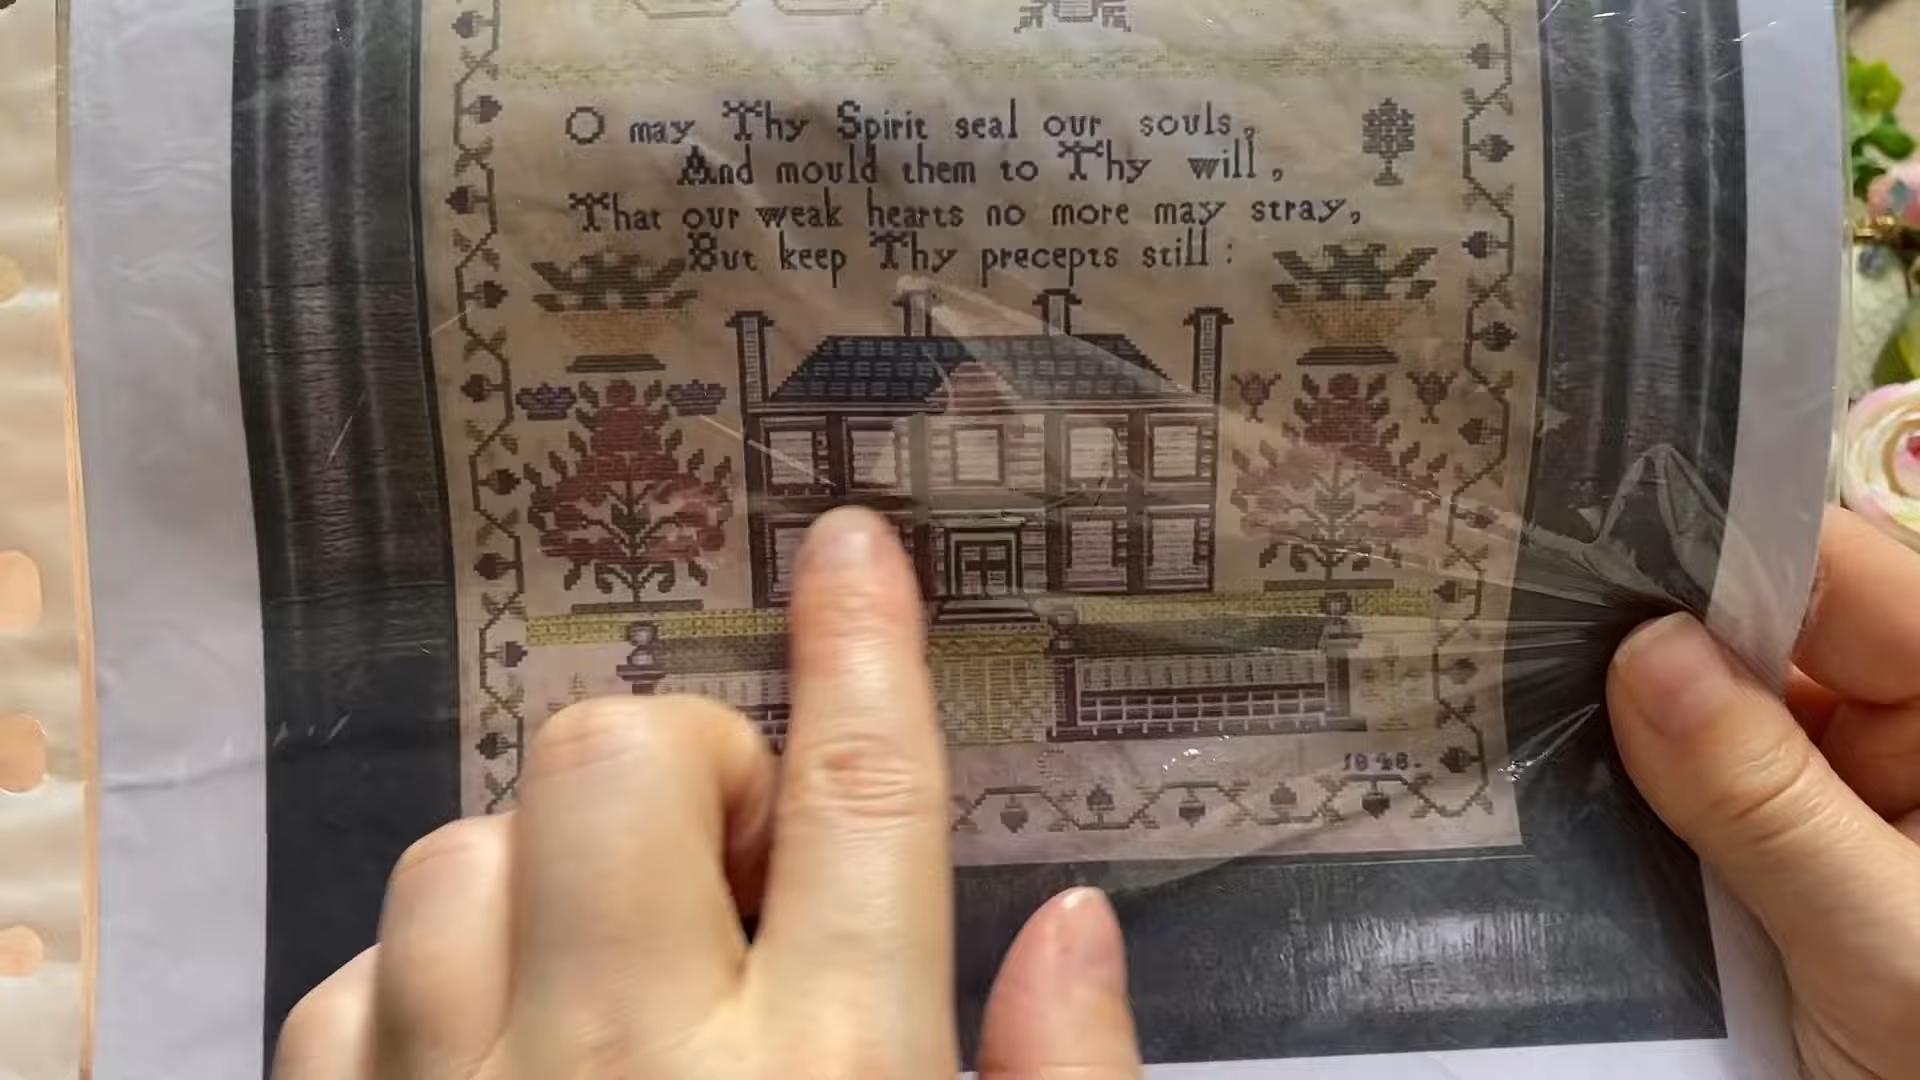 O may Thy Spirit seal our souls,
And mould them to Thy will,
That our weak hearts no more may stray,
But keep Thy precepts still:
1848.